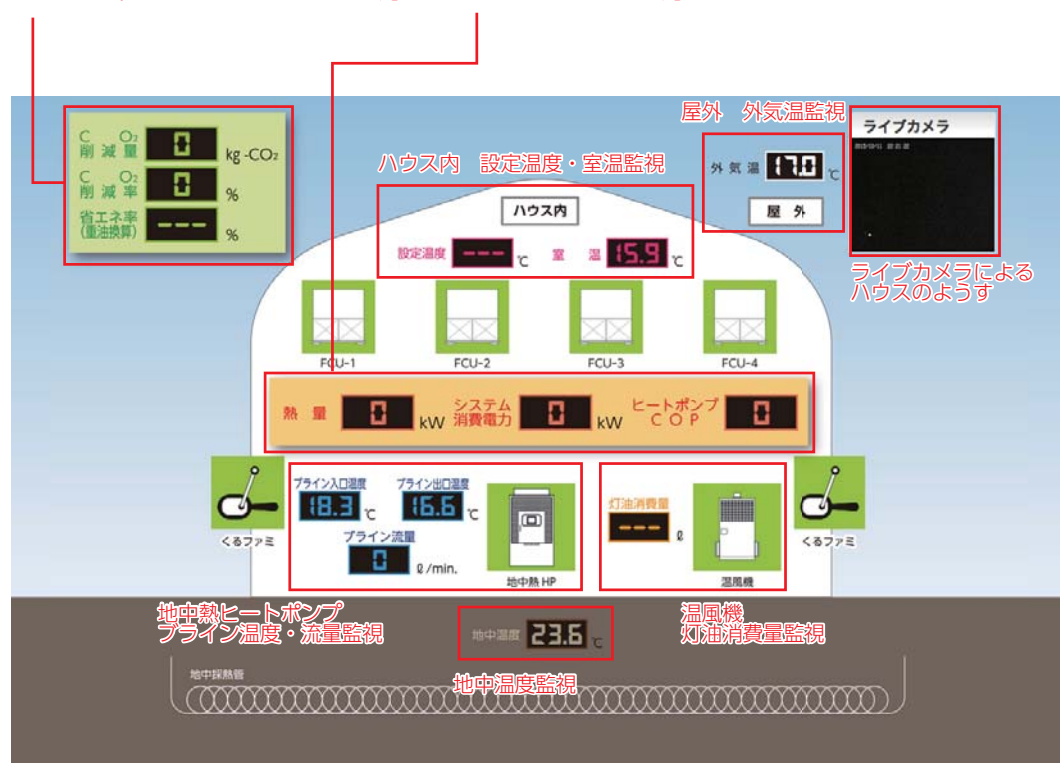 C O₂
削減量
0
kg-CO₂
C O₂
削減率
0
%
省エネ率
(重油換算)
---
%
ハウス内 設定温度・室温監視
ハウス内
設定温度
---
℃
室 温
15.9
℃
屋外 外気温監視
外気温
17.0
℃
屋 外
ライブカメラ
ライブカメラによる
ハウスのようす
FCU-1
FCU-2
FCU-3
FCU-4
熱 量
0
kW
システム
消費電力
0
kW
ヒートポンプ
C O P
0
くるファミ
ブライン入口温度
18.3
℃
ブライン出口温度
16.6
℃
ブライン流量
0
ℓ/min.
地中熱HP
灯油消費量
---
ℓ
温風機
くるファミ
地中熱ヒートポンプ
ブライン温度・流量監視
地中温度
23.6
℃
地中温度監視
温風機
灯油消費量監視
地中採熱管